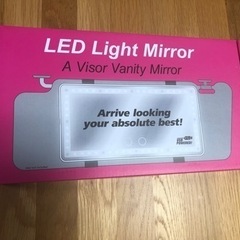 LED Light Mirror
A Visor Vanity Mirror
Arrive looking
your absolute best!